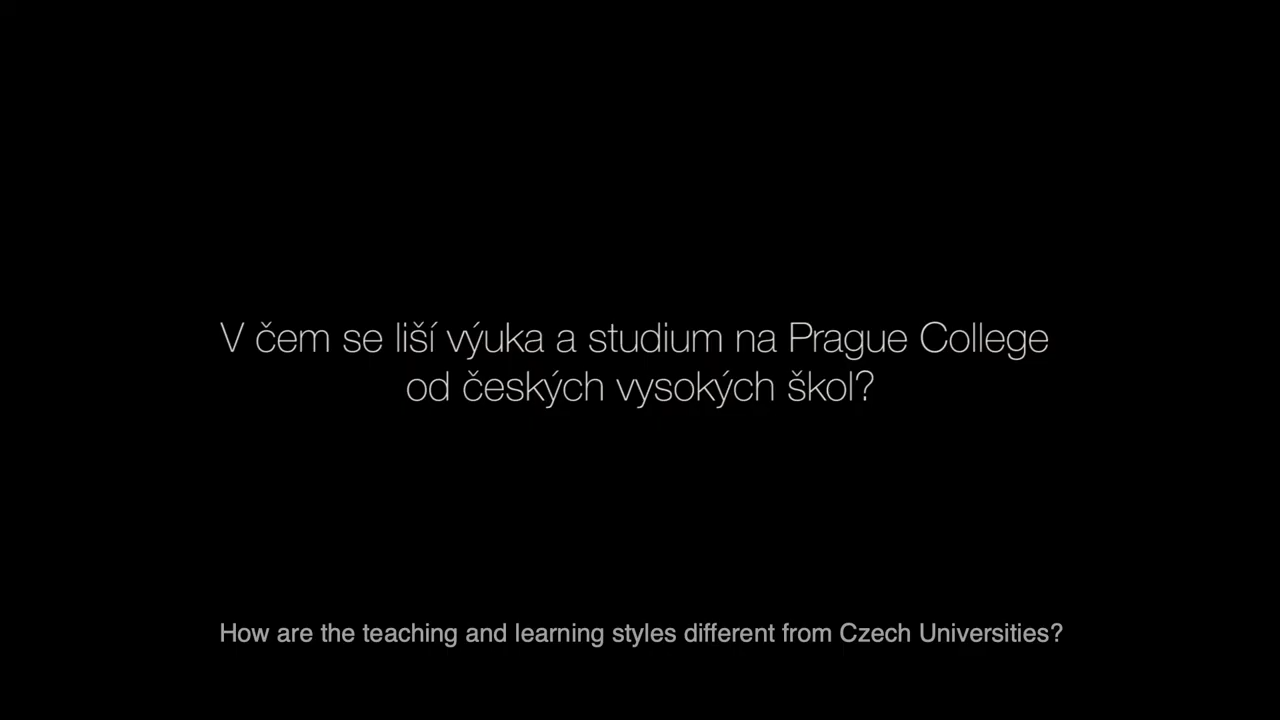 V čem se liší výuka a studium na Prague College
od českých vysokých škol?
How are the teaching and learning styles different from Czech Universities?